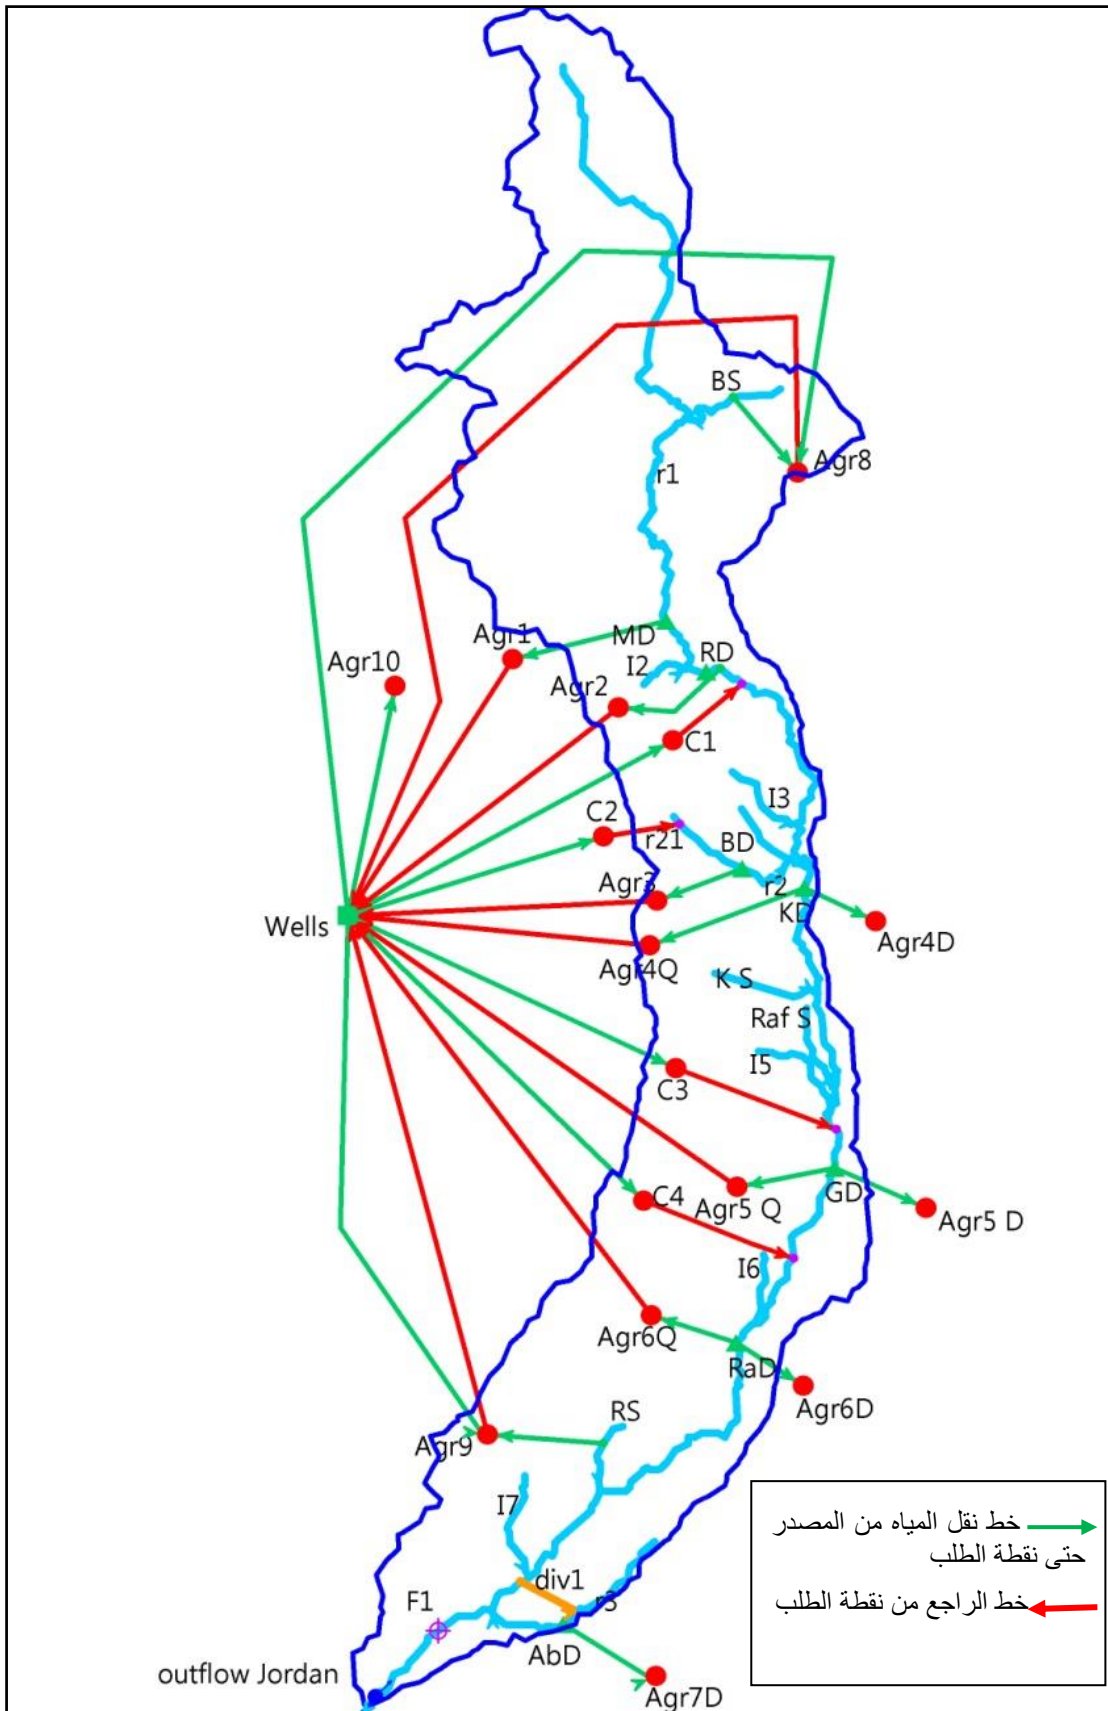 BS
Agr8
r1
Agr1
MD
Agr10
I2
RD
Agr2
C1
I3
C2
r21
BD
Agr3
r2
KD
Wells
Agr4Q
Agr4D
K S
Raf S
I5
C3
C4
Agr5 Q
GD
Agr5 D
I6
Agr6Q
RaD
Agr6D
RS
Agr9
I7
div1
F1
r3
AbD
outflow Jordan
Agr7D
خط نقل المياه من المصدر
حتى نقطة الطلب
خط الراجع من نقطة الطلب